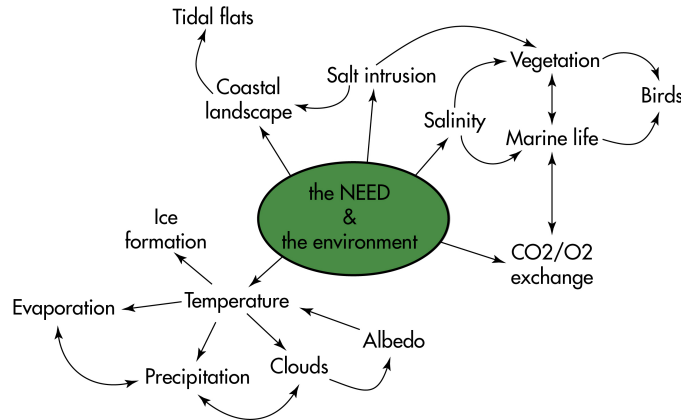 Tidal flats
Coastal
landscape
Salt intrusion
Vegetation
Birds
Salinity
Marine life
the NEED
&
the environment
CO2/O2
exchange
Ice
formation
Evaporation
Temperature
Albedo
Precipitation
Clouds